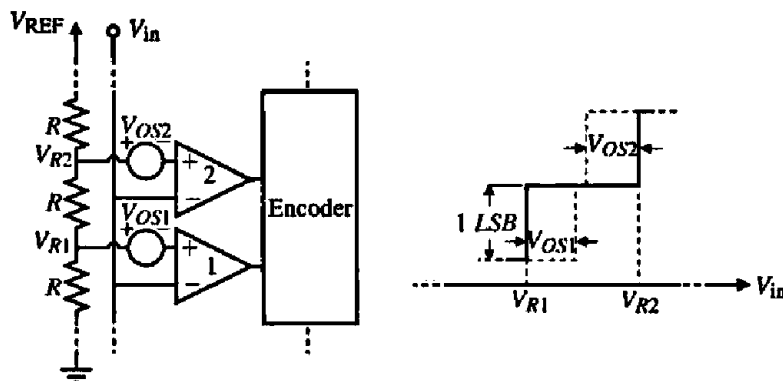 V_REF
V_in
R
V_OS2
+ −
V_R2
+
2
−
R
V_OS1
+ −
V_R1
+
1
−
R
Encoder
V_OS2
1 LSB
V_OS1
V_R1
V_R2
V_in